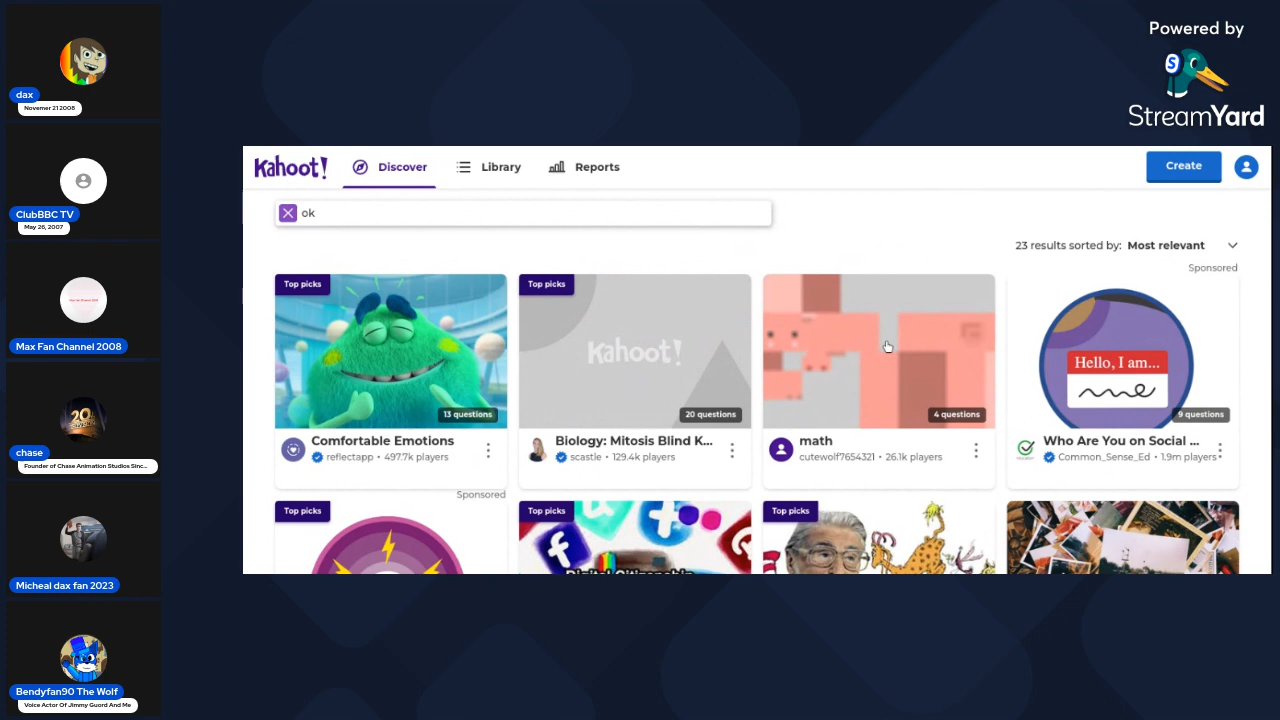 dax
Novemer 21 2008
ClubBBC TV
May 26, 2007
Max Fan Channel 2008
20
chase
Founder of Chase Animation Studios Sinc...
Micheal dax fan 2023
Bendyfan90 The Wolf
Voice Actor Of Jimmy Guord And Me
Powered by
S
StreamYard
Kahoot!
Discover
Library
Reports
Create
ok
23 results sorted by: Most relevant
Sponsored
Top picks
13 questions
Comfortable Emotions
reflectapp • 497.7k players
Top picks
Kahoot!
20 questions
Biology: Mitosis Blind K...
scastle • 129.4k players
4 questions
math
cutewolf7654321 • 26.1k players
Hello, I am...
9 questions
Who Are You on Social ...
Common_Sense_Ed • 1.9m players
Sponsored
Top picks
Top picks
Digital Citizenship
Top picks